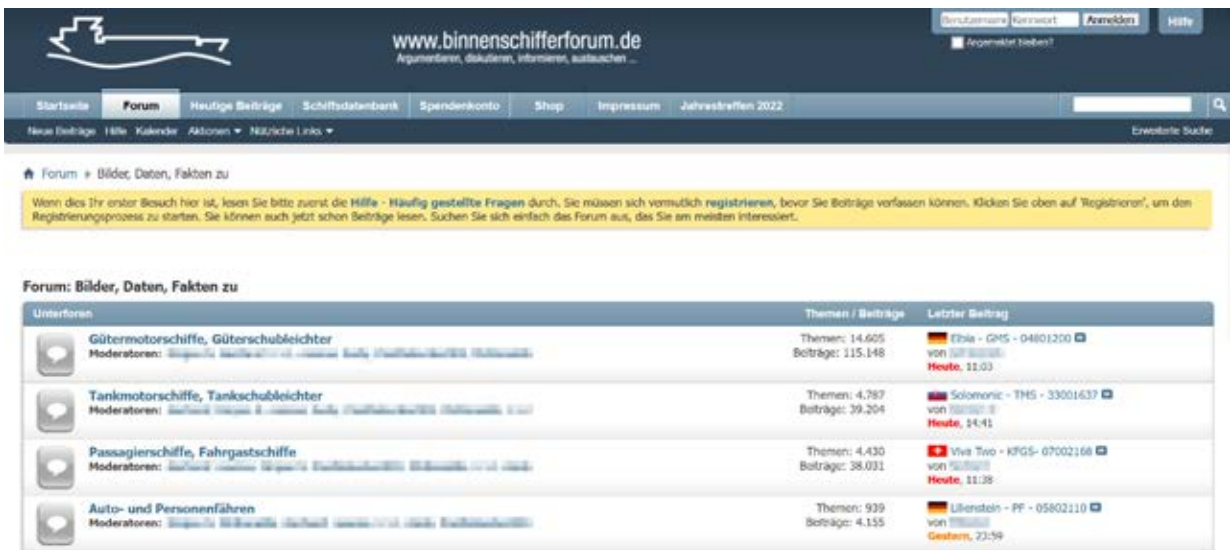 www.binnenschifferforum.de
Argumentieren, diskutieren, informieren, austauschen ...
Benutzername Kennwort Anmelden Hilfe
Angemeldet bleiben?
Startseite Forum Heutige Beiträge Schiffsdatenbank Spendenkonto Shop Impressum Jahrestreffen 2022
Neue Beiträge Hilfe Kalender Aktionen Nützliche Links Erweiterte Suche
Forum Bilder, Daten, Fakten zu
Wenn dies Ihr erster Besuch hier ist, lesen Sie bitte zuerst die Hilfe - Häufig gestellte Fragen durch. Sie müssen sich vermutlich registrieren, bevor Sie Beiträge verfassen können. Klicken Sie oben auf 'Registrieren', um den
Registrierungsprozess zu starten. Sie können auch jetzt schon Beiträge lesen. Suchen Sie sich einfach das Forum aus, das Sie am meisten interessiert.
Forum: Bilder, Daten, Fakten zu
Unterforen Themen / Beiträge Letzter Beitrag
Gütermotorschiffe, Güterschubleichter Themen: 14.605 Elbia - GMS - 04801200
Moderatoren: Beiträge: 115.148 von
Heute, 11:03
Tankmotorschiffe, Tankschubleichter Themen: 4.787 Solomonic - TMS - 33001637
Moderatoren: Beiträge: 39.204 von
Heute, 14:41
Passagierschiffe, Fahrgastschiffe Themen: 4.430 Viva Two - KFGS- 07002168
Moderatoren: Beiträge: 38.031 von
Heute, 11:38
Auto- und Personenfähren Themen: 939 Lilienstein - PF - 05802110
Moderatoren: Beiträge: 4.155 von
Gestern, 23:59